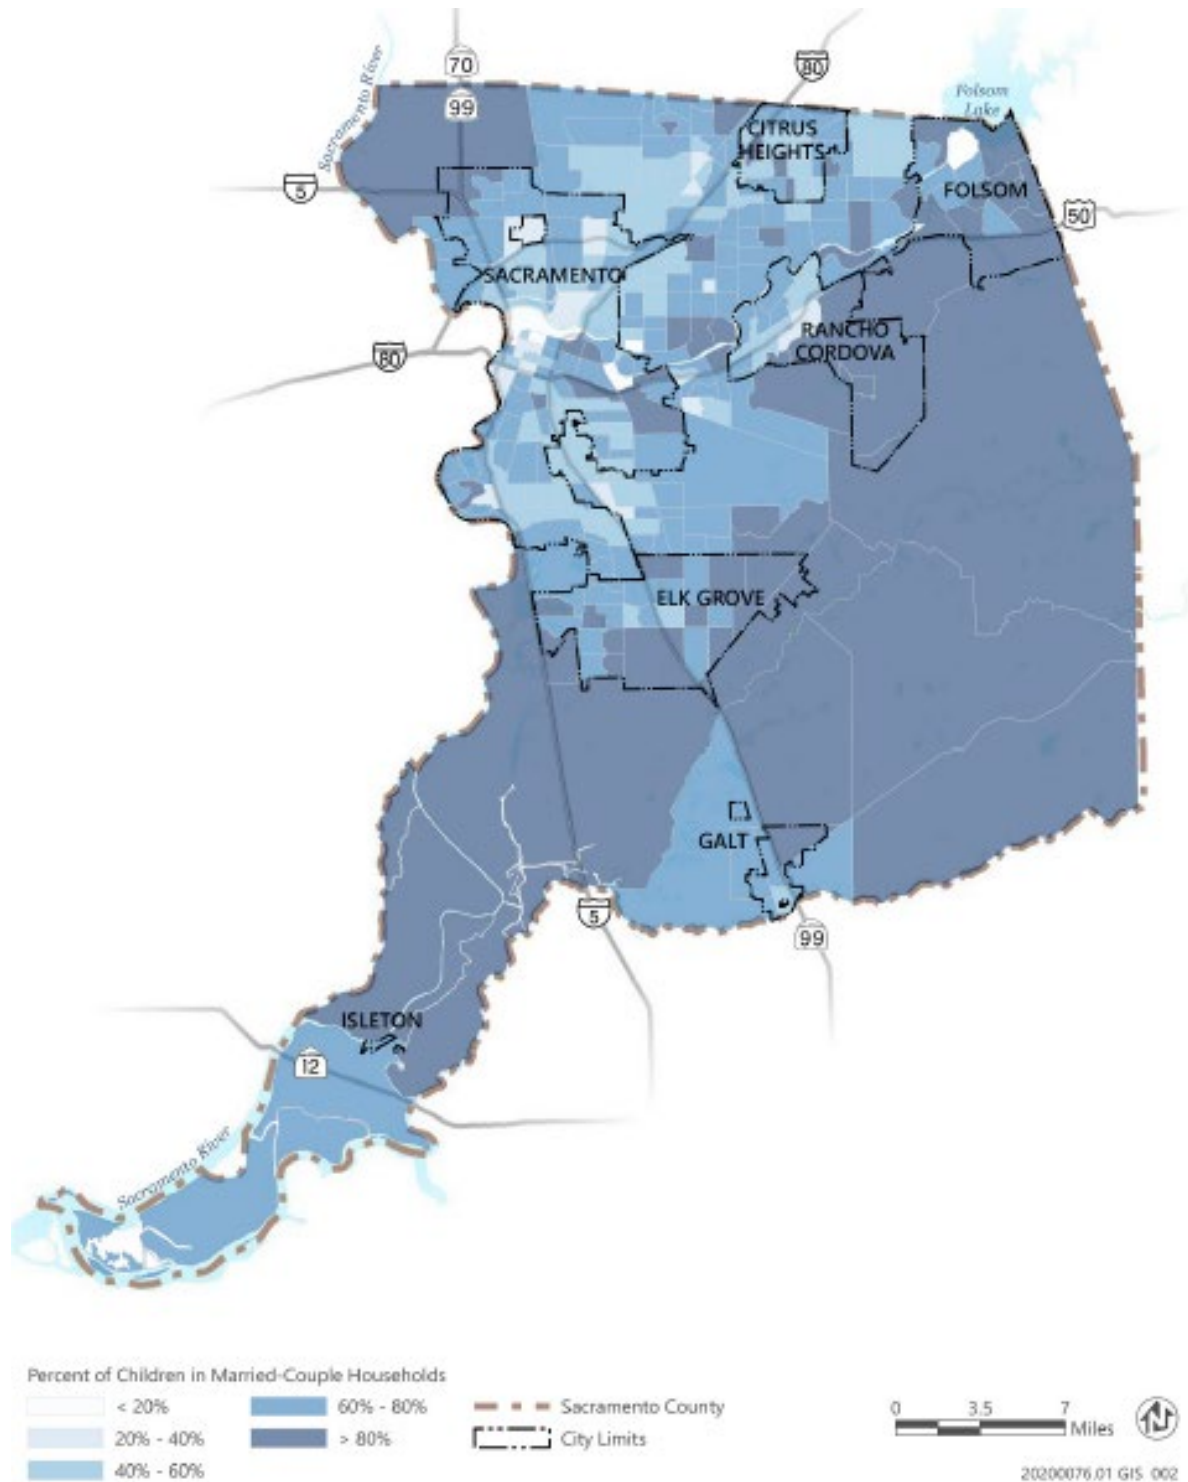 Sacramento River
70
99
80
Folsom
Lake
CITRUS
HEIGHTS
5
FOLSOM
50
SACRAMENTO
RANCHO
CORDOVA
80
ELK GROVE
GALT
5
99
ISLETON
12
Sacramento River
Percent of Children in Married-Couple Households
< 20%
20% - 40%
40% - 60%
60% - 80%
> 80%
Sacramento County
City Limits
0 3.5 7
Miles
N
20200076.01 GIS 002